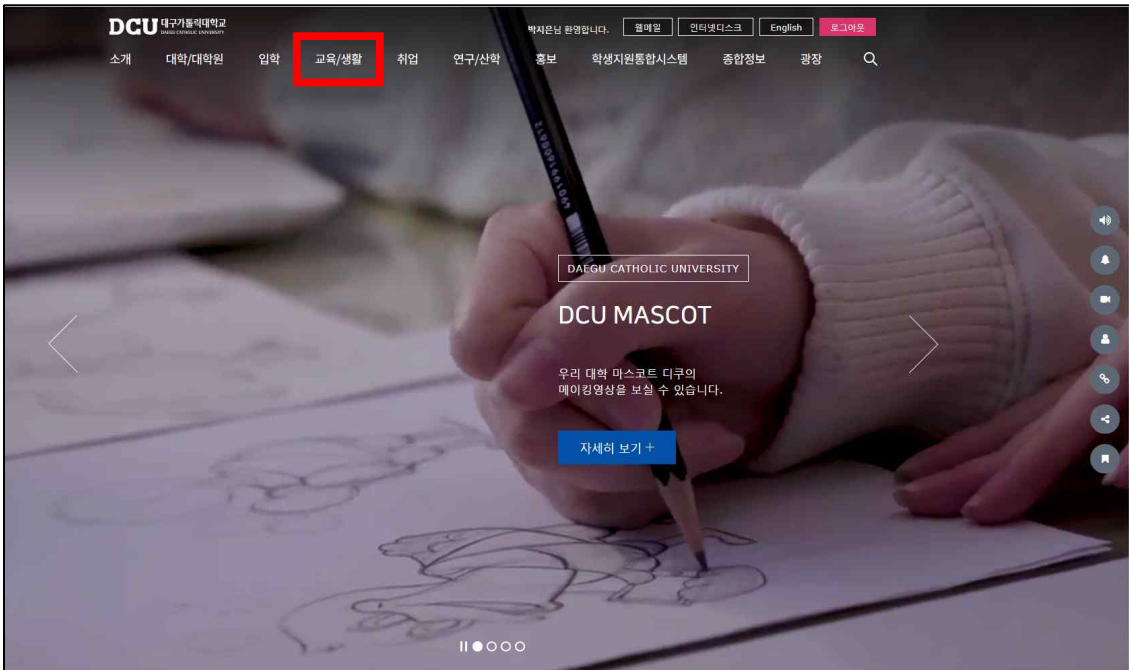 DCU 대구가톨릭대학교
DAEGU CATHOLIC UNIVERSITY
박지은님 환영합니다. 웹메일 인터넷디스크 English 로그아웃
소개 대학/대학원 입학 교육/생활 취업 연구/산학 홍보 학생지원통합시스템 종합정보 광장
DAEGU CATHOLIC UNIVERSITY
DCU MASCOT
우리 대학 마스코트 디쿠의
메이킹영상을 보실 수 있습니다.
자세히 보기 +